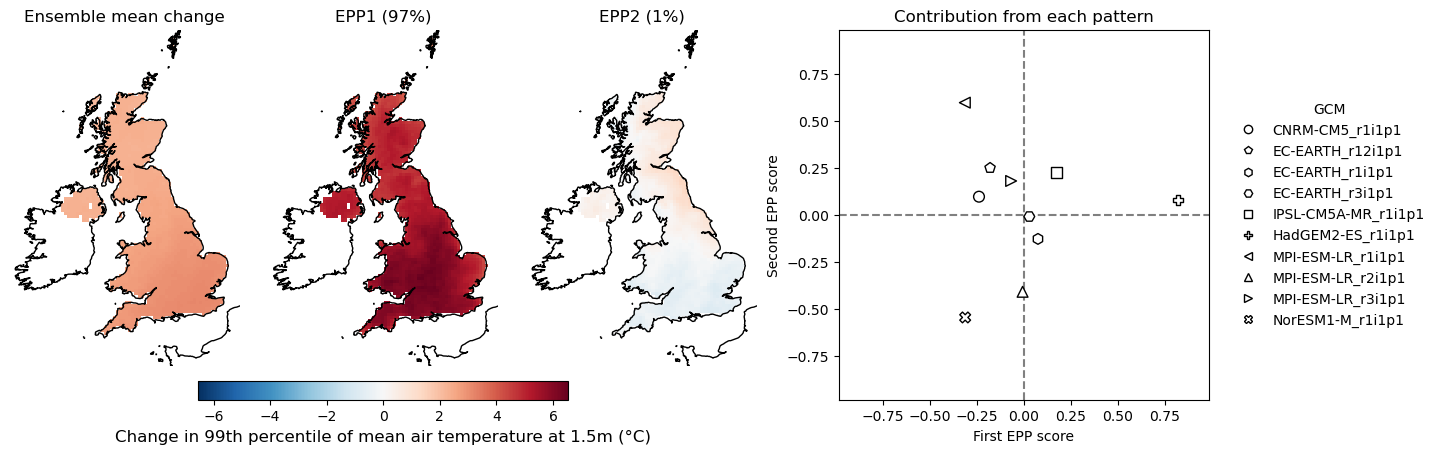 Ensemble mean change
EPP1 (97%)
EPP2 (1%)
Contribution from each pattern
−6 −4 −2 0 2 4 6
Change in 99th percentile of mean air temperature at 1.5m (°C)
Second EPP score
0.75
0.50
0.25
0.00
−0.25
−0.50
−0.75
−0.75 −0.50 −0.25 0.00 0.25 0.50 0.75
First EPP score
GCM
CNRM-CM5_r1i1p1
EC-EARTH_r12i1p1
EC-EARTH_r1i1p1
EC-EARTH_r3i1p1
IPSL-CM5A-MR_r1i1p1
HadGEM2-ES_r1i1p1
MPI-ESM-LR_r1i1p1
MPI-ESM-LR_r2i1p1
MPI-ESM-LR_r3i1p1
NorESM1-M_r1i1p1